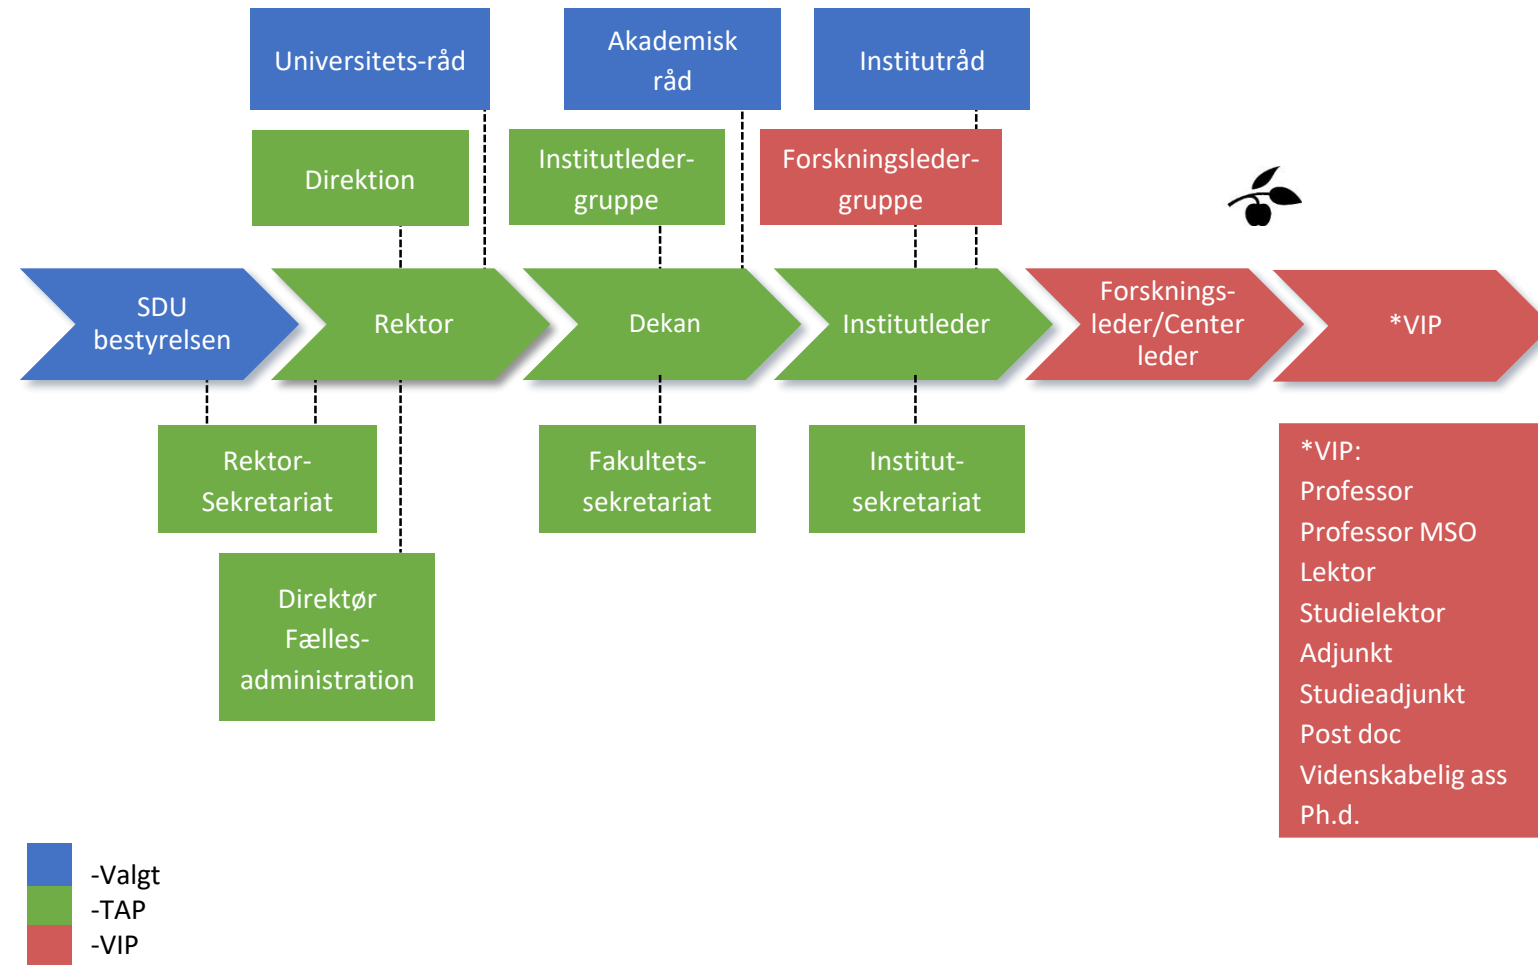 Universitets-råd
Akademisk
råd
Institutråd
Direktion
Institutleder-
gruppe
Forskningsleder-
gruppe
SDU
bestyrelsen
Rektor
Dekan
Institutleder
Forsknings-
leder/Center
leder
*VIP
Rektor-
Sekretariat
Fakultets-
sekretariat
Institut-
sekretariat
Direktør
Fælles-
administration
*VIP:
Professor
Professor MSO
Lektor
Studielektor
Adjunkt
Studieadjunkt
Post doc
Videnskabelig ass
Ph.d.
-Valgt
-TAP
-VIP